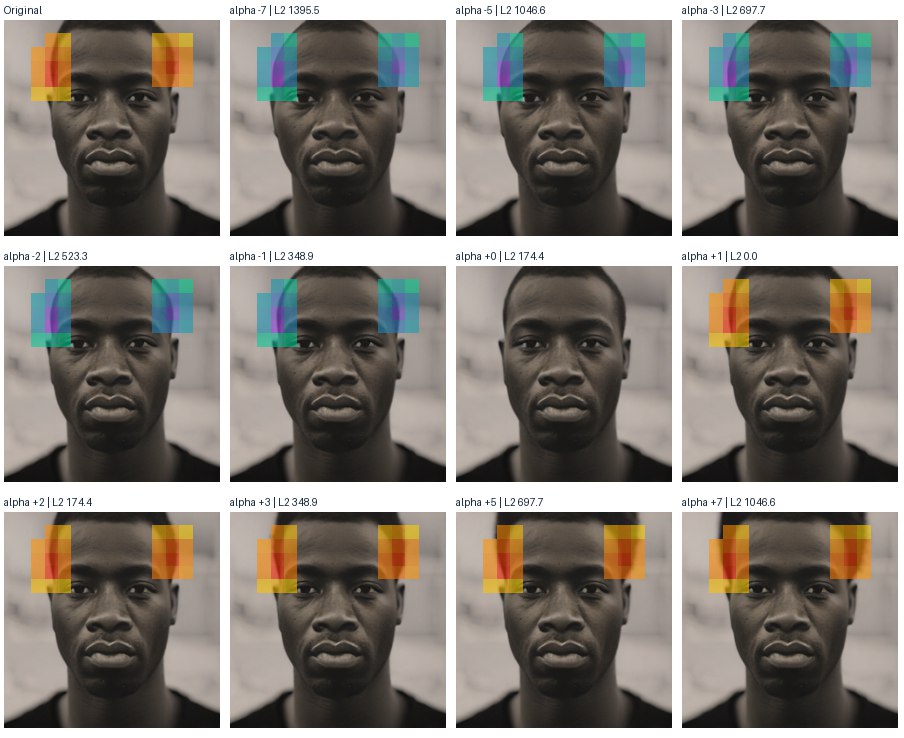 Original
alpha -7 | L2 1395.5
alpha -5 | L2 1046.6
alpha -3 | L2 697.7
alpha -2 | L2 523.3
alpha -1 | L2 348.9
alpha +0 | L2 174.4
alpha +1 | L2 0.0
alpha +2 | L2 174.4
alpha +3 | L2 348.9
alpha +5 | L2 697.7
alpha +7 | L2 1046.6